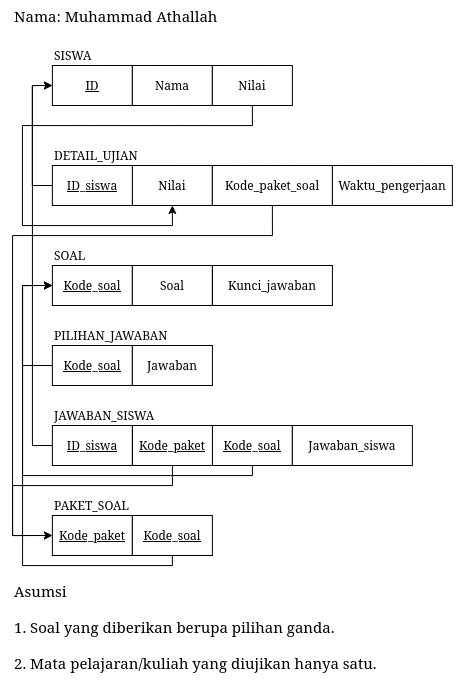 Nama: Muhammad Athallah
SISWA
ID Nama Nilai
DETAIL_UJIAN
ID_siswa Nilai Kode_paket_soal Waktu_pengerjaan
SOAL
Kode_soal Soal Kunci_jawaban
PILIHAN_JAWABAN
Kode_soal Jawaban
JAWABAN_SISWA
ID_siswa Kode_paket Kode_soal Jawaban_siswa
PAKET_SOAL
Kode_paket Kode_soal
Asumsi
1. Soal yang diberikan berupa pilihan ganda.
2. Mata pelajaran/kuliah yang diujikan hanya satu.